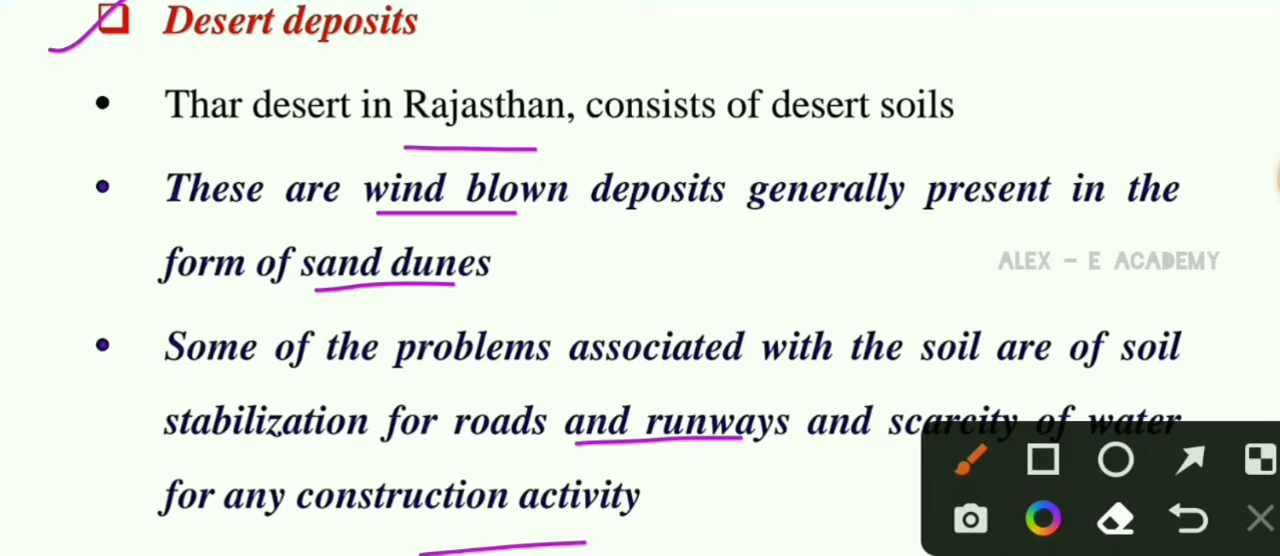 Desert deposits
• Thar desert in Rajasthan, consists of desert soils
• These are wind blown deposits generally present in the
form of sand dunes
ALEX - E ACADEMY
• Some of the problems associated with the soil are of soil
stabilization for roads and runways and scarcity of water
for any construction activity